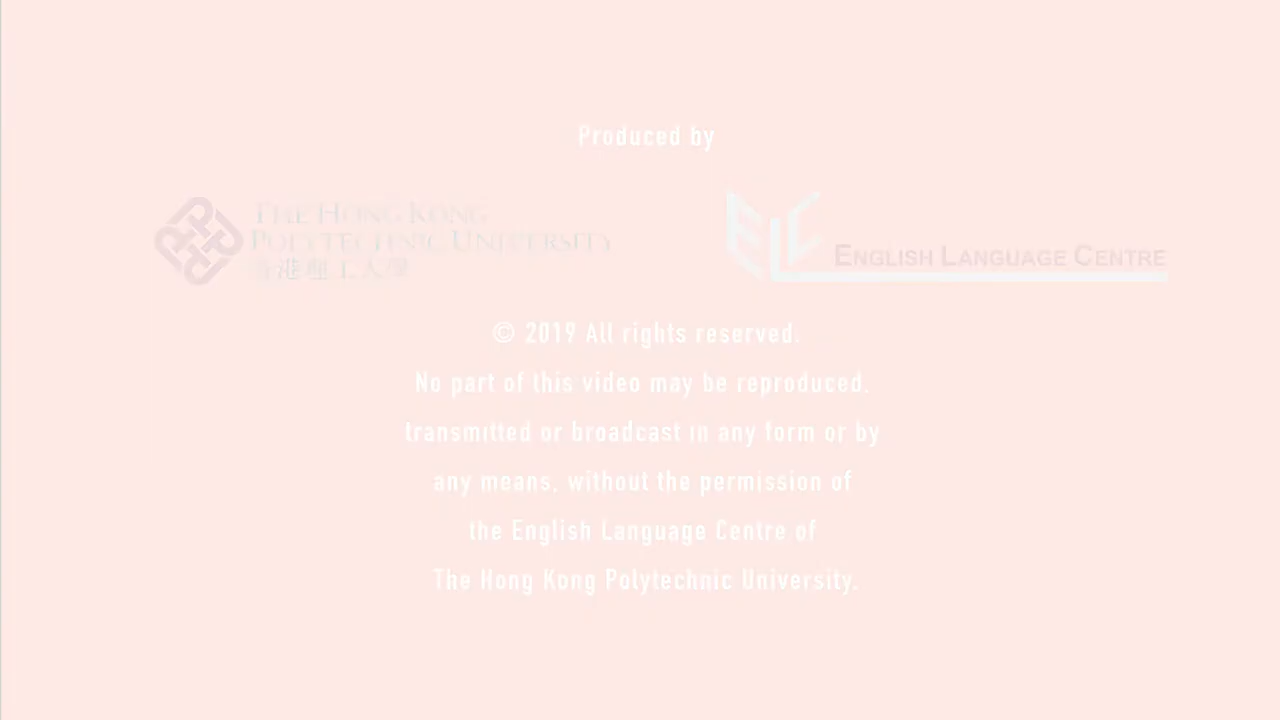 Produced by
THE HONG KONG
POLYTECHNIC UNIVERSITY
香港理工大學
ELC
ENGLISH LANGUAGE CENTRE
© 2019 All rights reserved.
No part of this video may be reproduced,
transmitted or broadcast in any form or by
any means, without the permission of
the English Language Centre of
The Hong Kong Polytechnic University.